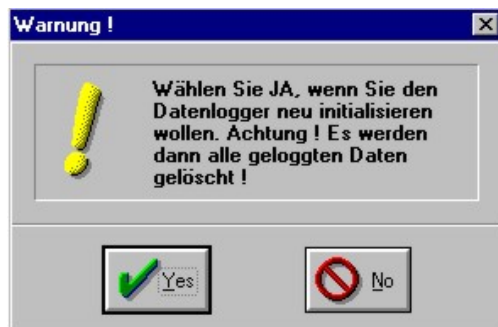 Warnung !
Wählen Sie JA, wenn Sie den
Datenlogger neu initialisieren
wollen. Achtung ! Es werden
dann alle geloggten Daten
gelöscht !
Yes
No